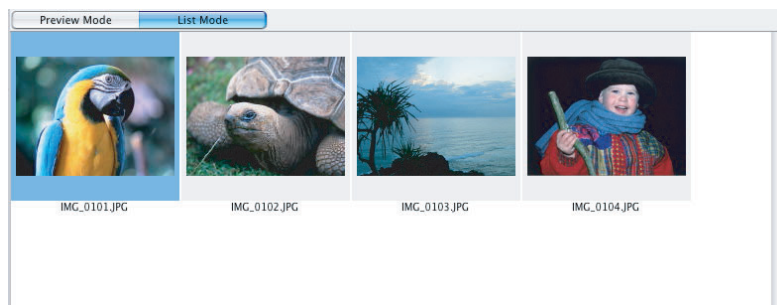 Preview Mode
List Mode
IMG_0101.JPG
IMG_0102.JPG
IMG_0103.JPG
IMG_0104.JPG